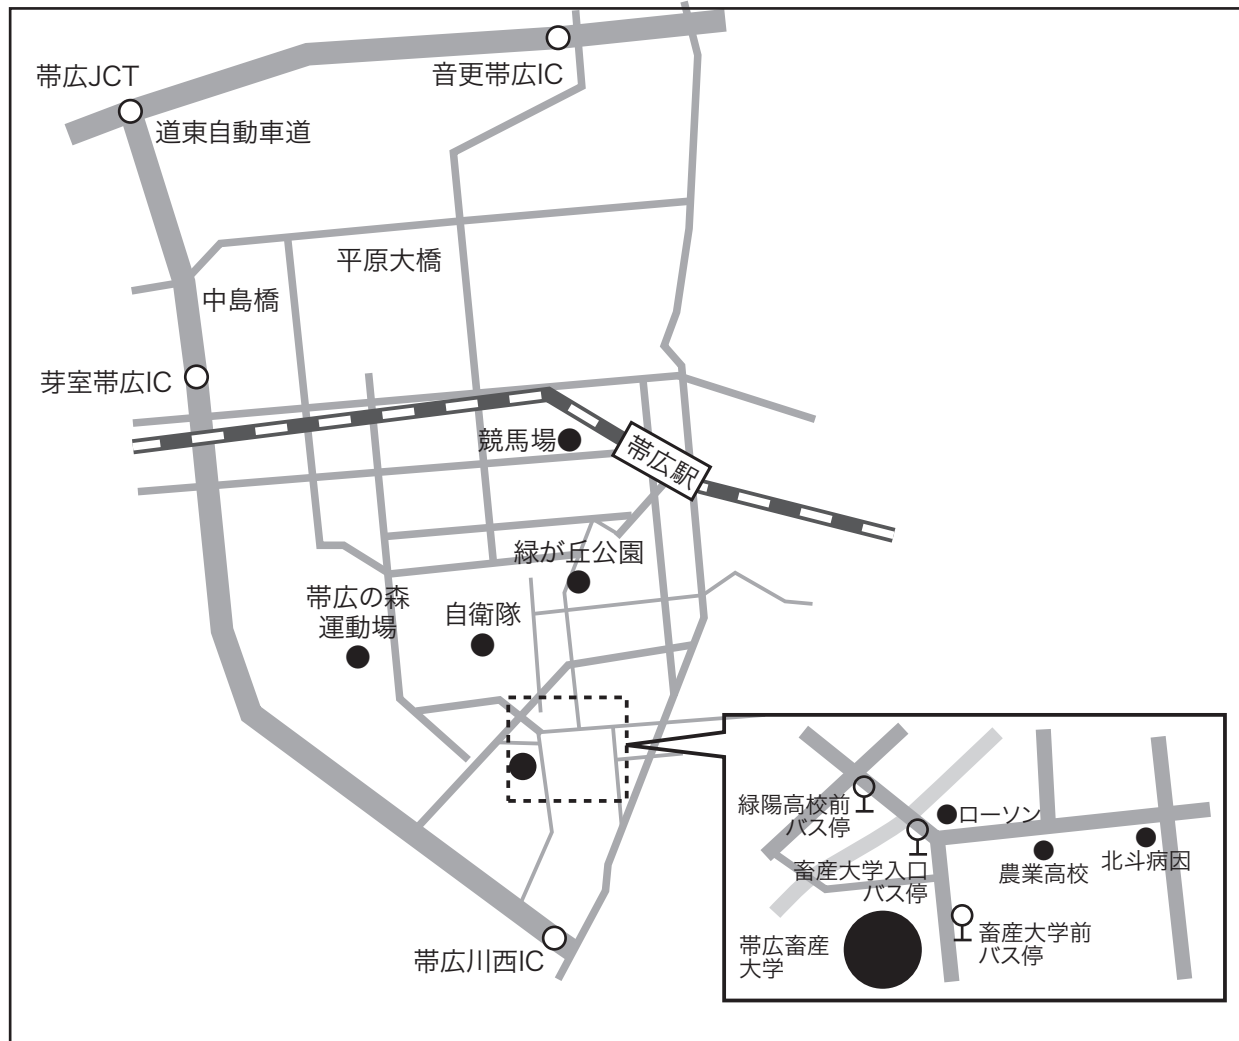 帯広JCT
音更帯広IC
道東自動車道
平原大橋
中島橋
芽室帯広IC
競馬場
帯広駅
緑が丘公園
帯広の森
運動場
自衛隊
帯広川西IC
緑陽高校前
バス停
ローソン
畜産大学入口
バス停
農業高校
北斗病因
帯広畜産
大学
畜産大学前
バス停